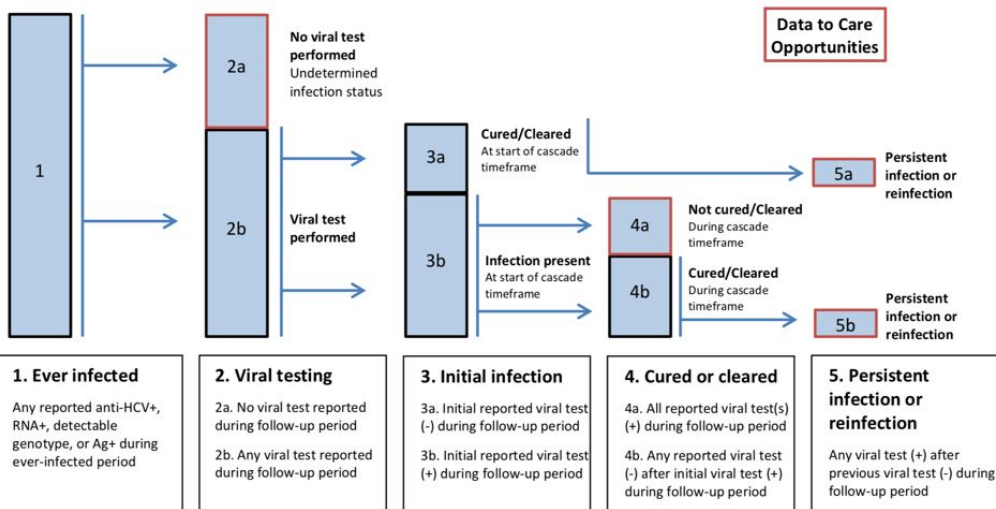 Data to Care
Opportunities
1
2a
No viral test
performed
Undetermined
infection status
2b
Viral test
performed
3a
Cured/Cleared
At start of cascade
timeframe
3b
Infection present
At start of cascade
timeframe
4a
Not cured/Cleared
During cascade
timeframe
4b
Cured/Cleared
During cascade
timeframe
5a
Persistent
infection or
reinfection
5b
Persistent
infection or
reinfection
1. Ever infected
Any reported anti-HCV+,
RNA+, detectable
genotype, or Ag+ during
ever-infected period
2. Viral testing
2a. No viral test reported
during follow-up period
2b. Any viral test reported
during follow-up period
3. Initial infection
3a. Initial reported viral test
(-) during follow-up period
3b. Initial reported viral test
(+) during follow-up period
4. Cured or cleared
4a. All reported viral test(s)
(+) during follow-up period
4b. Any reported viral test
(-) after initial viral test (+)
during follow-up period
5. Persistent
infection or
reinfection
Any viral test (+) after
previous viral test (-) during
follow-up period